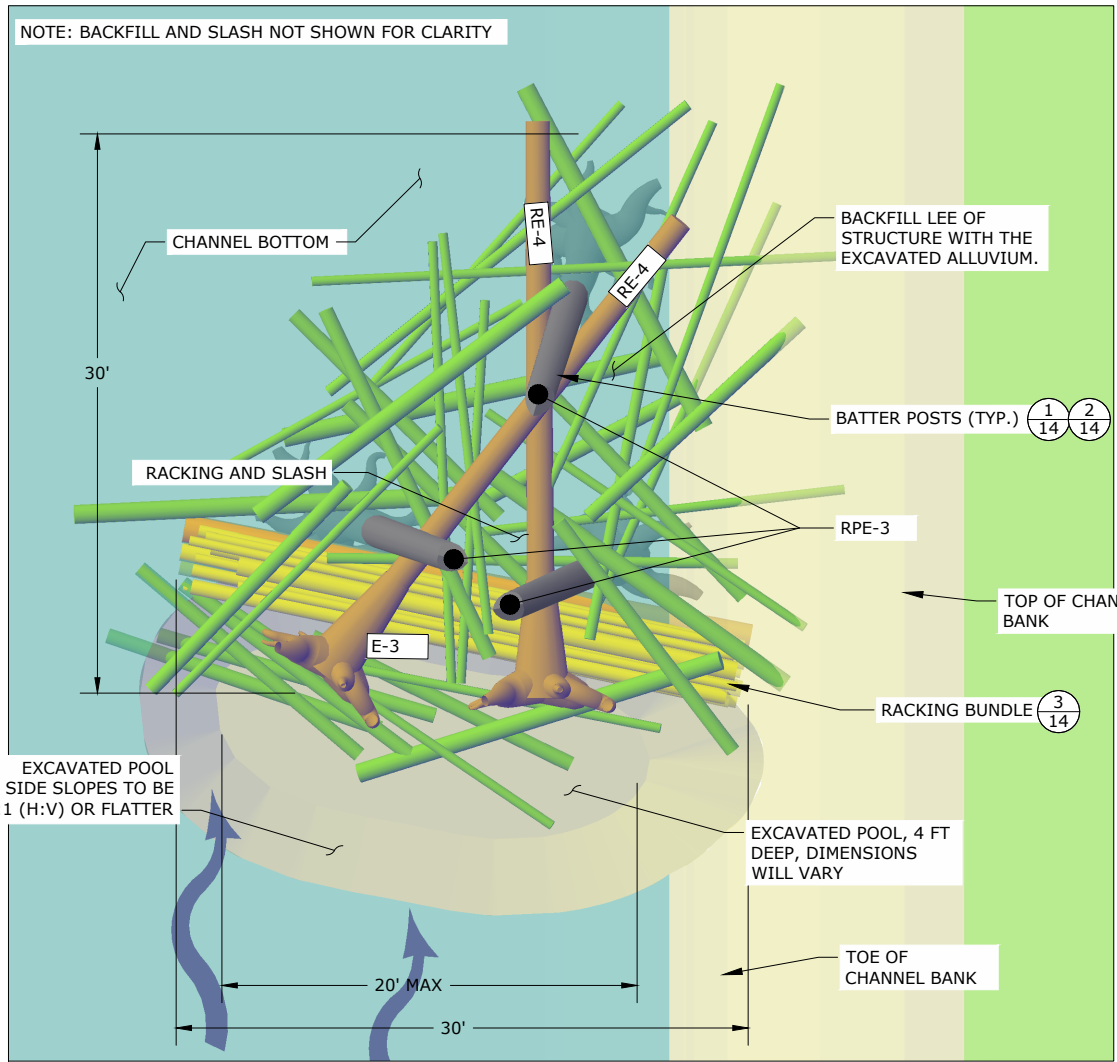 NOTE: BACKFILL AND SLASH NOT SHOWN FOR CLARITY
RE-4
RE-4
BACKFILL LEE OF
STRUCTURE WITH THE
EXCAVATED ALLUVIUM.
CHANNEL BOTTOM
30'
BATTER POSTS (TYP.)
1
14
2
14
RACKING AND SLASH
RPE-3
TOP OF CHAN
BANK
E-3
RACKING BUNDLE
3
14
EXCAVATED POOL
SIDE SLOPES TO BE
1 (H:V) OR FLATTER
EXCAVATED POOL, 4 FT
DEEP, DIMENSIONS
WILL VARY
TOE OF
CHANNEL BANK
20' MAX
30'